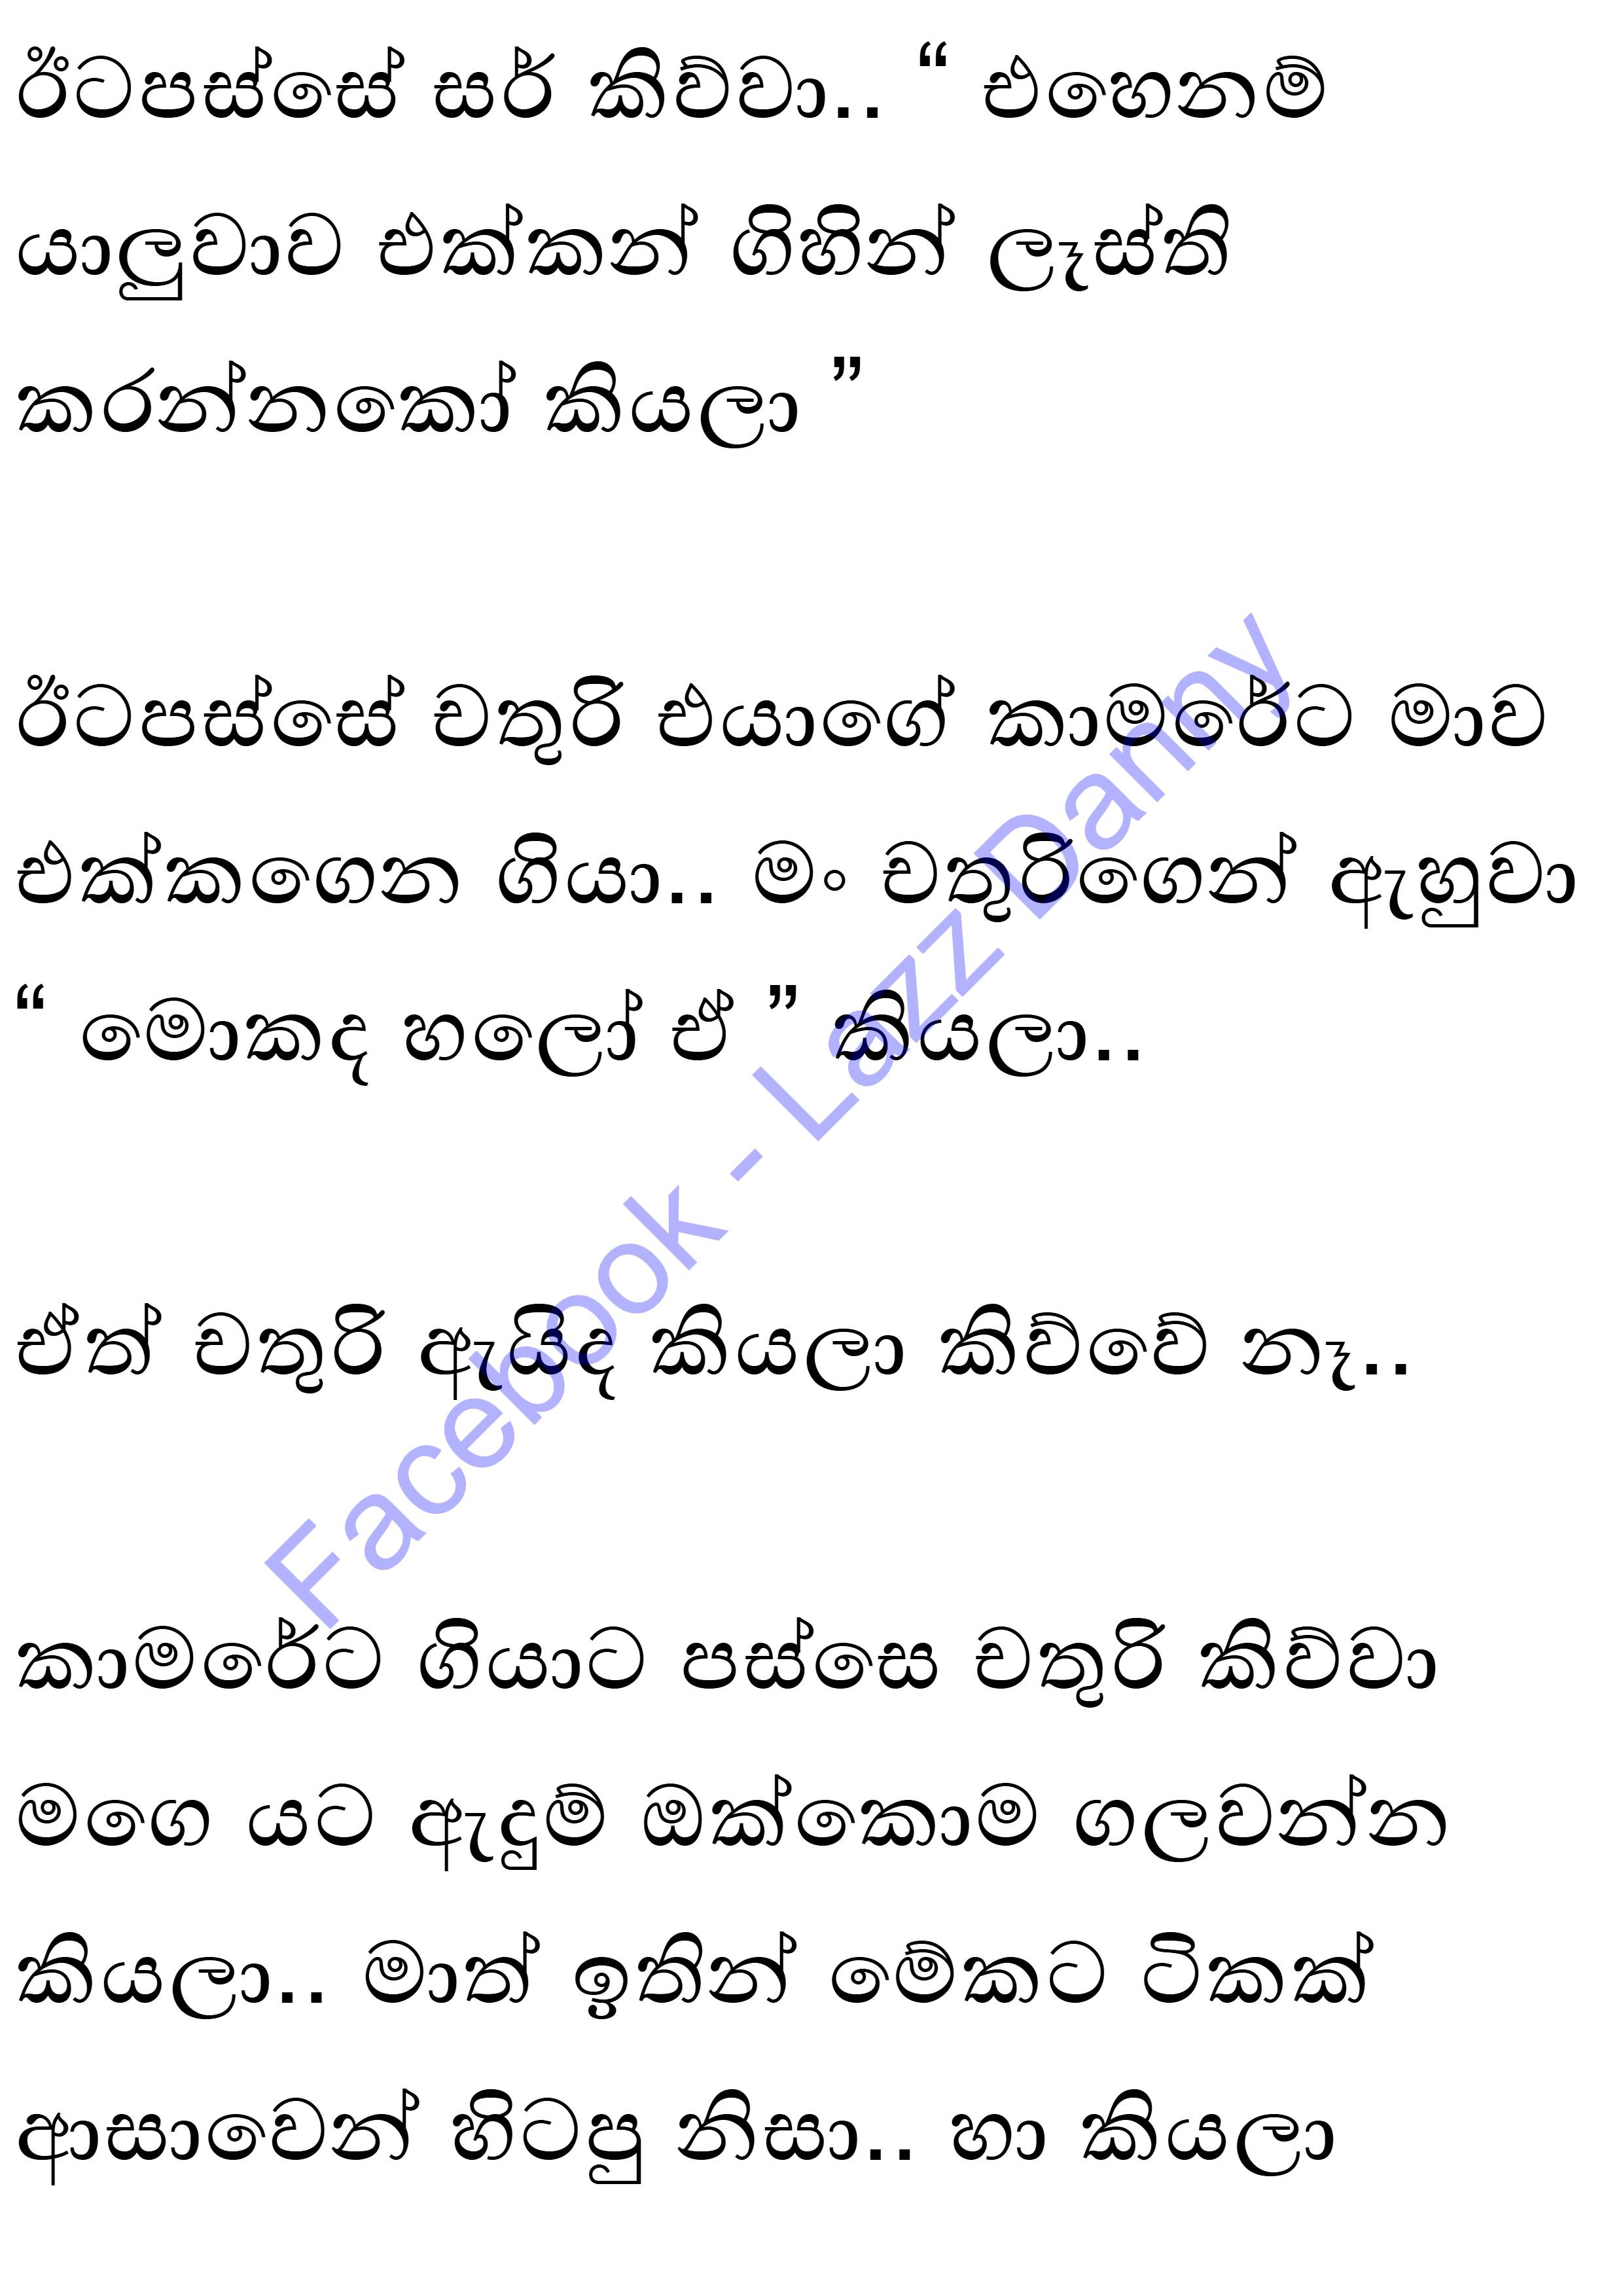 ඊටපස්සේ සර් කිව්වා.. “ එහෙනම්
යාලුවාව එක්කන් ගිහින් ලෑස්ති
කරන්නකෝ කියලා ”
ඊටපස්සේ චතුරි එයාගේ කාමරේට මාව
එක්කගෙන ගියා.. මං චතුරිගෙන් ඇහුවා
“ මොකද හලෝ ඒ ” කියලා..
ඒත් චතුරි ඇයිද කියලා කිව්වේ නෑ..
කාමරේට ගියාට පස්සෙ චතුරි කිව්වා
මගෙ යට ඇදුම් ඔක්කොම ගලවන්න
කියලා.. මාත් ඉතින් මේකට ටිකක්
ආසාවෙන් හිටපු නිසා.. හා කියලා
Facebook - Lazz Danny